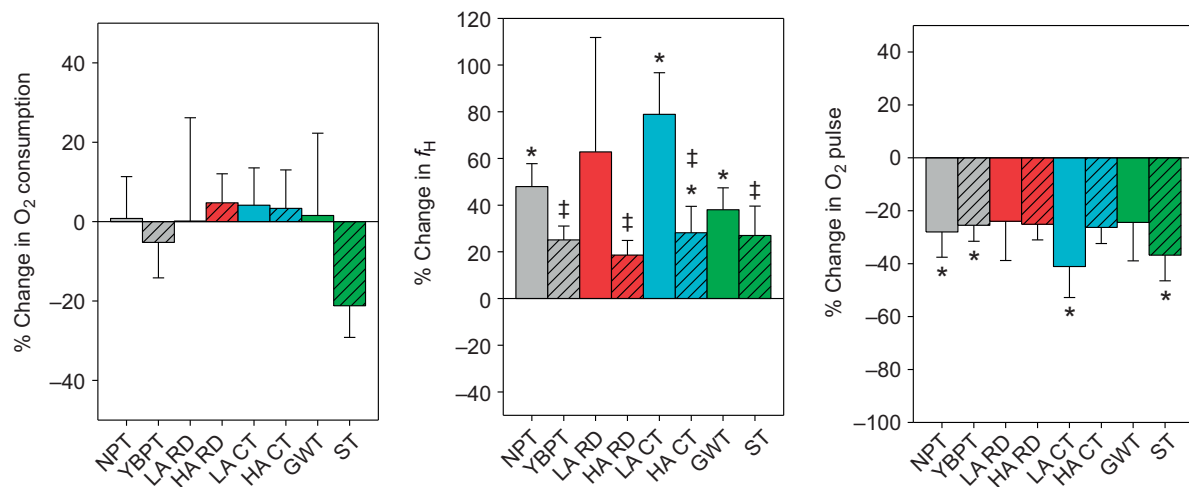 % Change in O2 consumption
40
20
0
–20
–40
NPT
YBPT
LA RD
HA RD
LA CT
HA CT
GWT
ST
% Change in fH
120
100
80
60
40
20
0
–20
–40
*
‡
‡
*
‡
*
*
‡
NPT
YBPT
LA RD
HA RD
LA CT
HA CT
GWT
ST
% Change in O2 pulse
40
20
0
–20
–40
–60
–80
–100
*
*
*
*
NPT
YBPT
LA RD
HA RD
LA CT
HA CT
GWT
ST